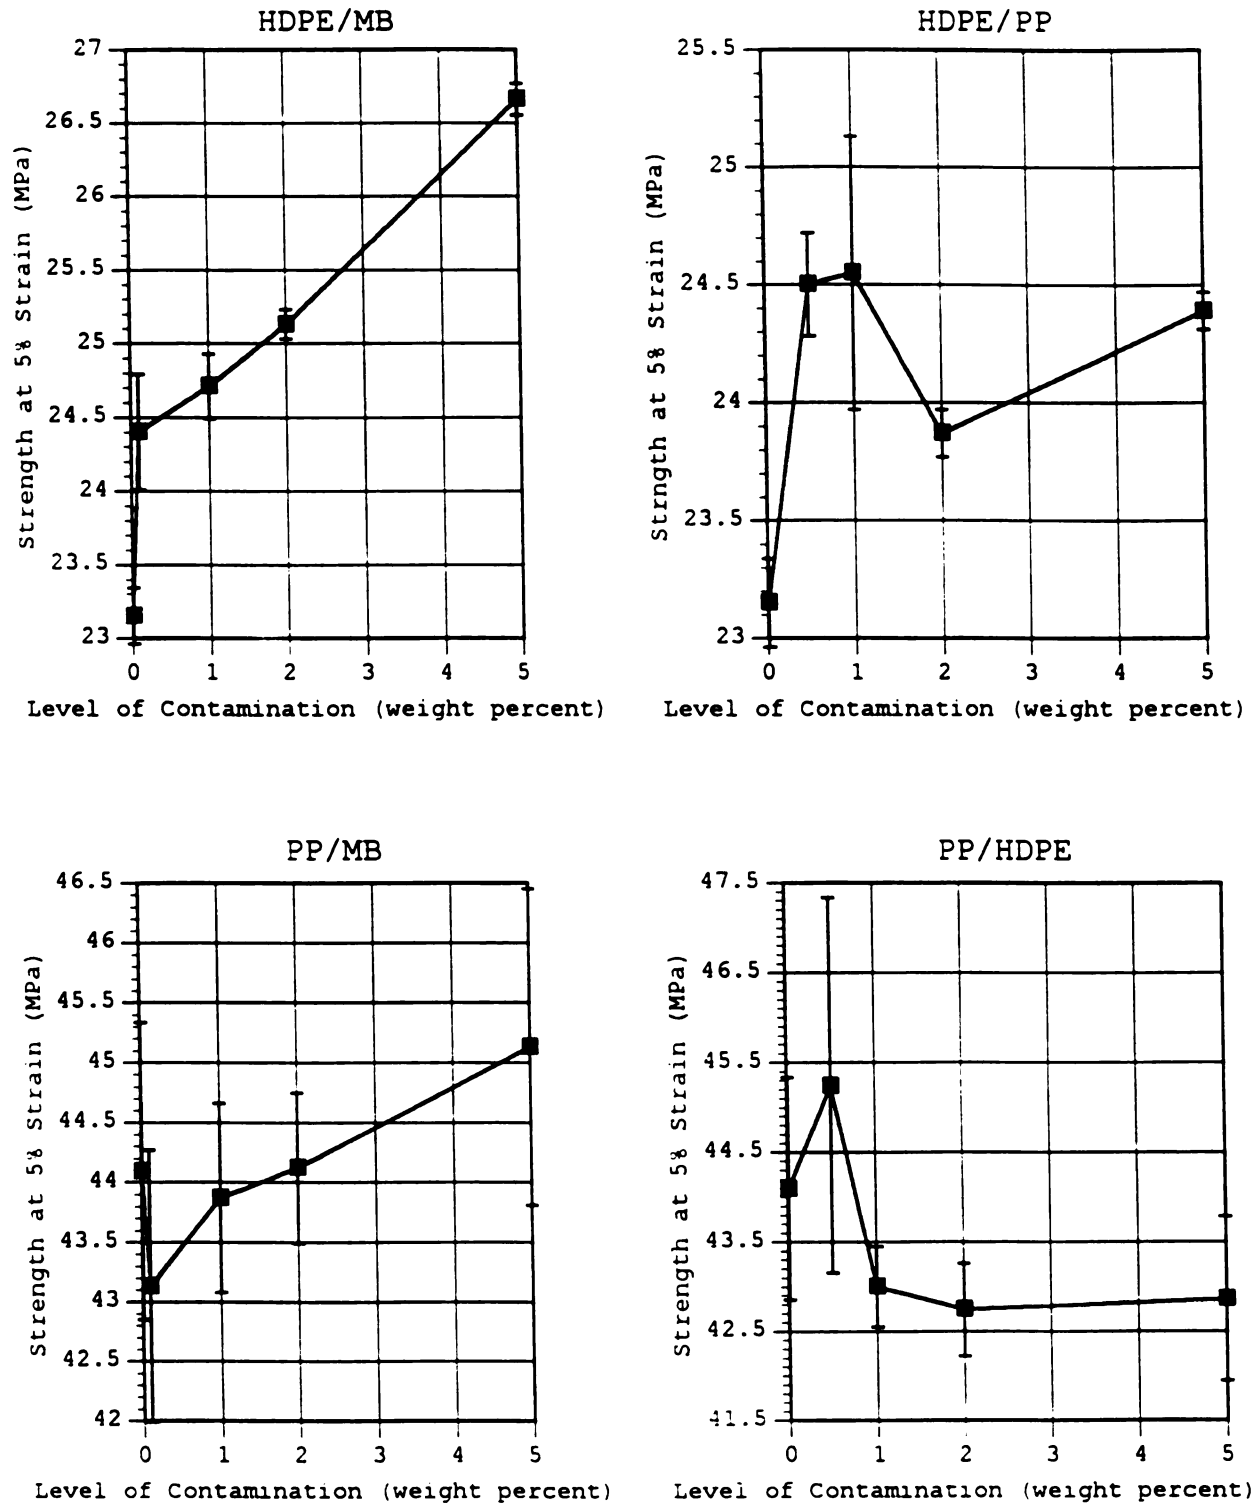 HDPE/MB
27
26.5
26
25.5
25
24.5
24
23.5
23
Strength at 5% Strain (MPa)
0 1 2 3 4 5
Level of Contamination (weight percent)
HDPE/PP
25.5
25
24.5
24
23.5
23
Strngth at 5% Strain (MPa)
0 1 2 3 4 5
Level of Contamination (weight percent)
PP/MB
46.5
46
45.5
45
44.5
44
43.5
43
42.5
42
Strength at 5% Strain (MPa)
0 1 2 3 4 5
Level of Contamination (weight percent)
PP/HDPE
47.5
46.5
45.5
44.5
43.5
42.5
41.5
Strength at 5% Strain (MPa)
0 1 2 3 4 5
Level of Contamination (weight percent)